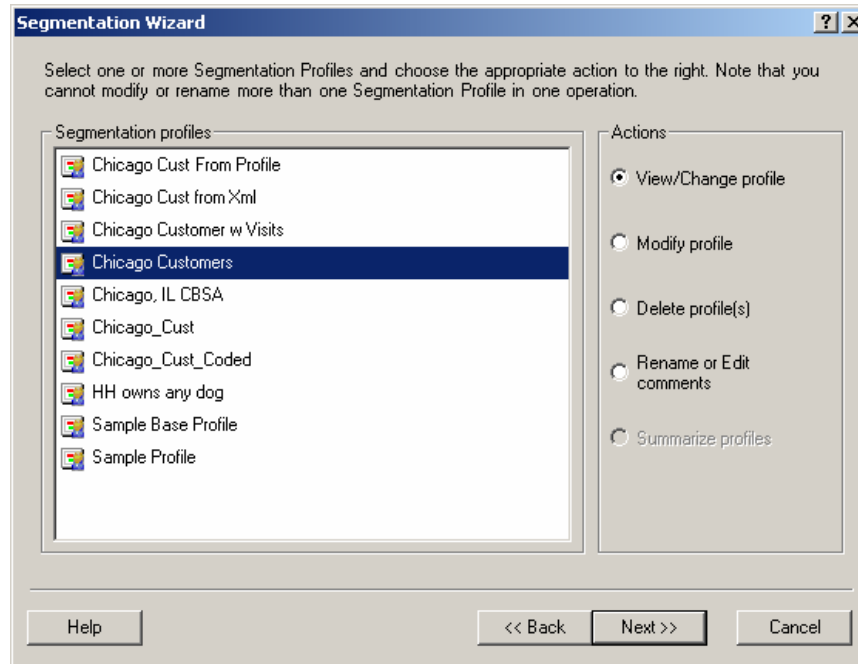 Segmentation Wizard
Select one or more Segmentation Profiles and choose the appropriate action to the right. Note that you
cannot modify or rename more than one Segmentation Profile in one operation.
Segmentation profiles
Chicago Cust From Profile
Chicago Cust from Xml
Chicago Customer w Visits
Chicago Customers
Chicago, IL CBSA
Chicago_Cust
Chicago_Cust_Coded
HH owns any dog
Sample Base Profile
Sample Profile
Actions
View/Change profile
Modify profile
Delete profile(s)
Rename or Edit
comments
Summarize profiles
Help
<< Back
Next >>
Cancel